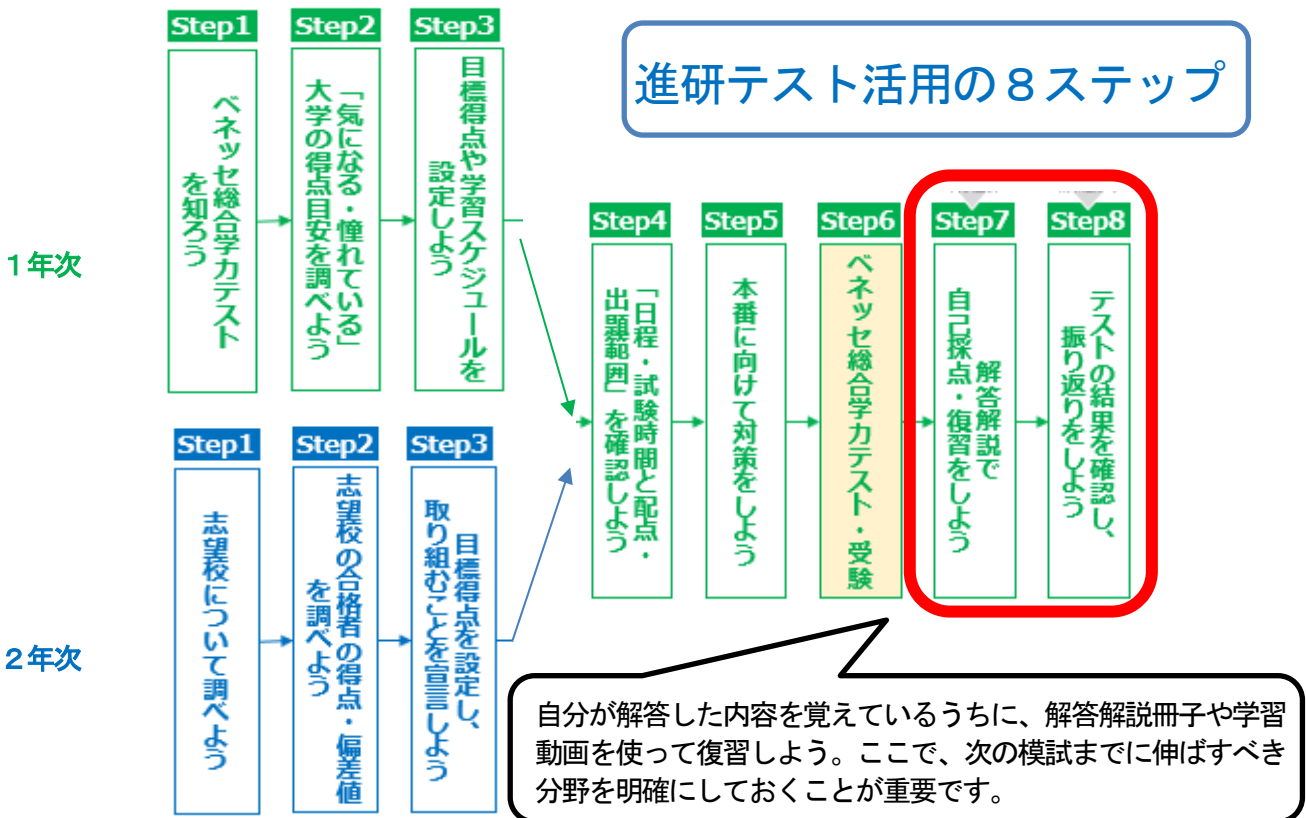 進研テスト活用の８ステップ
１年次
Step1
ベネッセ総合学力テスト
を知ろう
Step2
「気になる・憧れている」
大学の得点目安を調べよう
Step3
目標得点や学習スケジュールを
設定しよう
２年次
Step1
志望校について調べよう
Step2
志望校の合格者の得点・偏差値
を調べよう
Step3
目標得点を設定し、
取り組むことを宣言しよう
Step4
「日程・試験時間と配点・
出題範囲」を確認しよう・
Step5
本番に向けて対策をしよう
Step6
ベネッセ総合学力テスト・受験
Step7
解答解説で
自己採点・復習をしよう
Step8
テストの結果を確認し、
振り返りをしよう
自分が解答した内容を覚えているうちに、解答解説冊子や学習
動画を使って復習しよう。ここで、次の模試までに伸ばすべき
分野を明確にしておくことが重要です。